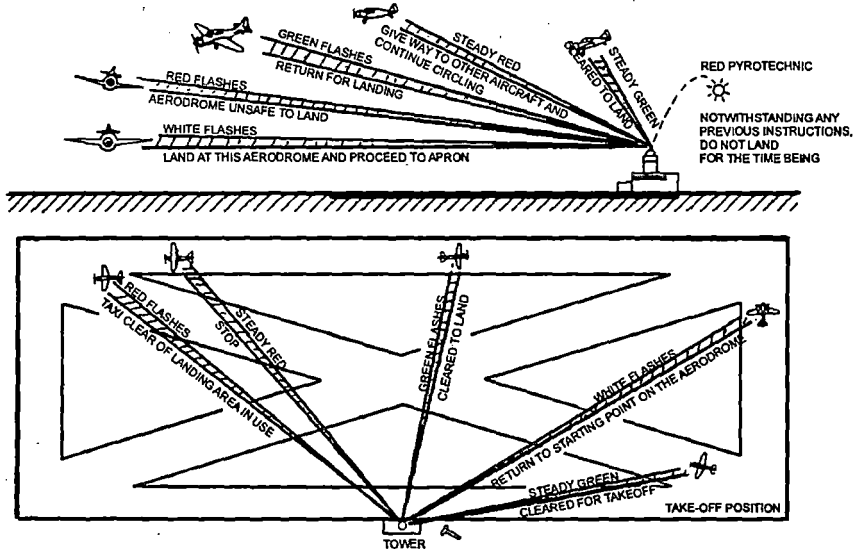 STEADY RED
GIVE WAY TO OTHER AIRCRAFT AND
CONTINUE CIRCLING
GREEN FLASHES
RETURN FOR LANDING
RED FLASHES
AERODROME UNSAFE TO LAND
WHITE FLASHES
LAND AT THIS AERODROME AND PROCEED TO APRON
STEADY GREEN
CLEARED TO LAND
RED PYROTECHNIC
NOTWITHSTANDING ANY
PREVIOUS INSTRUCTIONS,
DO NOT LAND
FOR THE TIME BEING
RED FLASHES
TAXI CLEAR OF LANDING AREA IN USE
STEADY RED
STOP
GREEN FLASHES
CLEARED TO LAND
WHITE FLASHES
RETURN TO STARTING POINT ON THE AERODROME
STEADY GREEN
CLEARED FOR TAKEOFF
TAKE-OFF POSITION
TOWER